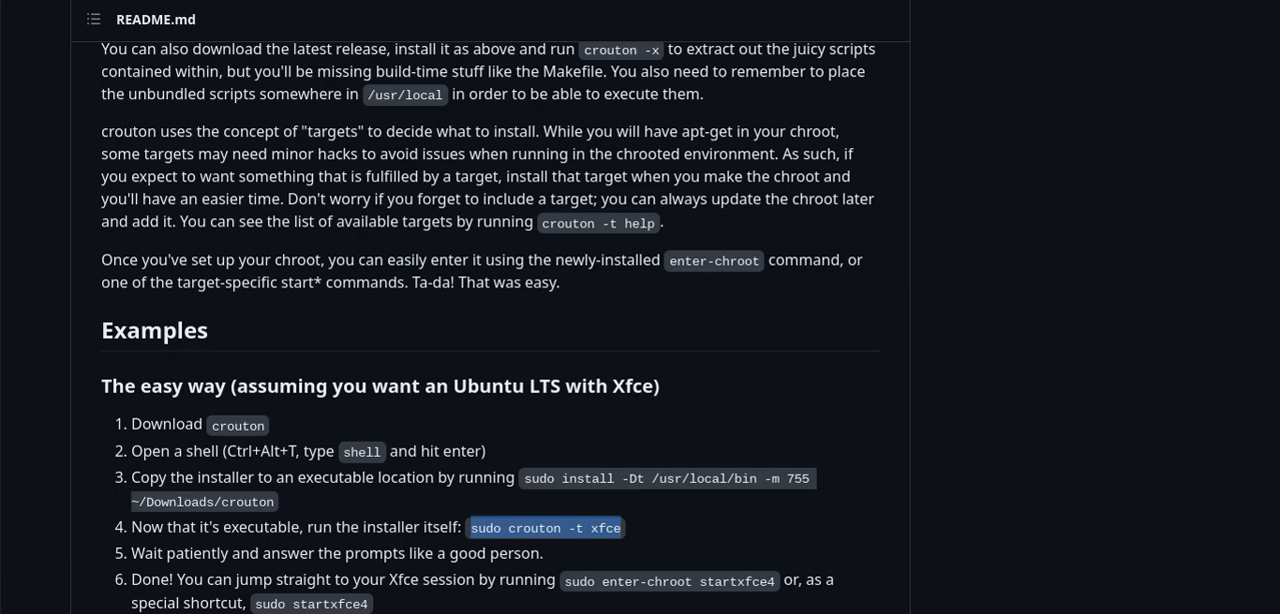 README.md
You can also download the latest release, install it as above and run crouton -x to extract out the juicy scripts
contained within, but you'll be missing build-time stuff like the Makefile. You also need to remember to place
the unbundled scripts somewhere in /usr/local in order to be able to execute them.
crouton uses the concept of "targets" to decide what to install. While you will have apt-get in your chroot,
some targets may need minor hacks to avoid issues when running in the chrooted environment. As such, if
you expect to want something that is fulfilled by a target, install that target when you make the chroot and
you'll have an easier time. Don't worry if you forget to include a target; you can always update the chroot later
and add it. You can see the list of available targets by running crouton -t help.
Once you've set up your chroot, you can easily enter it using the newly-installed enter-chroot command, or
one of the target-specific start* commands. Ta-da! That was easy.
Examples
The easy way (assuming you want an Ubuntu LTS with Xfce)
1. Download crouton
2. Open a shell (Ctrl+Alt+T, type shell and hit enter)
3. Copy the installer to an executable location by running sudo install -Dt /usr/local/bin -m 755
~/Downloads/crouton
4. Now that it's executable, run the installer itself: sudo crouton -t xfce
5. Wait patiently and answer the prompts like a good person.
6. Done! You can jump straight to your Xfce session by running sudo enter-chroot startxfce4 or, as a
special shortcut, sudo startxfce4